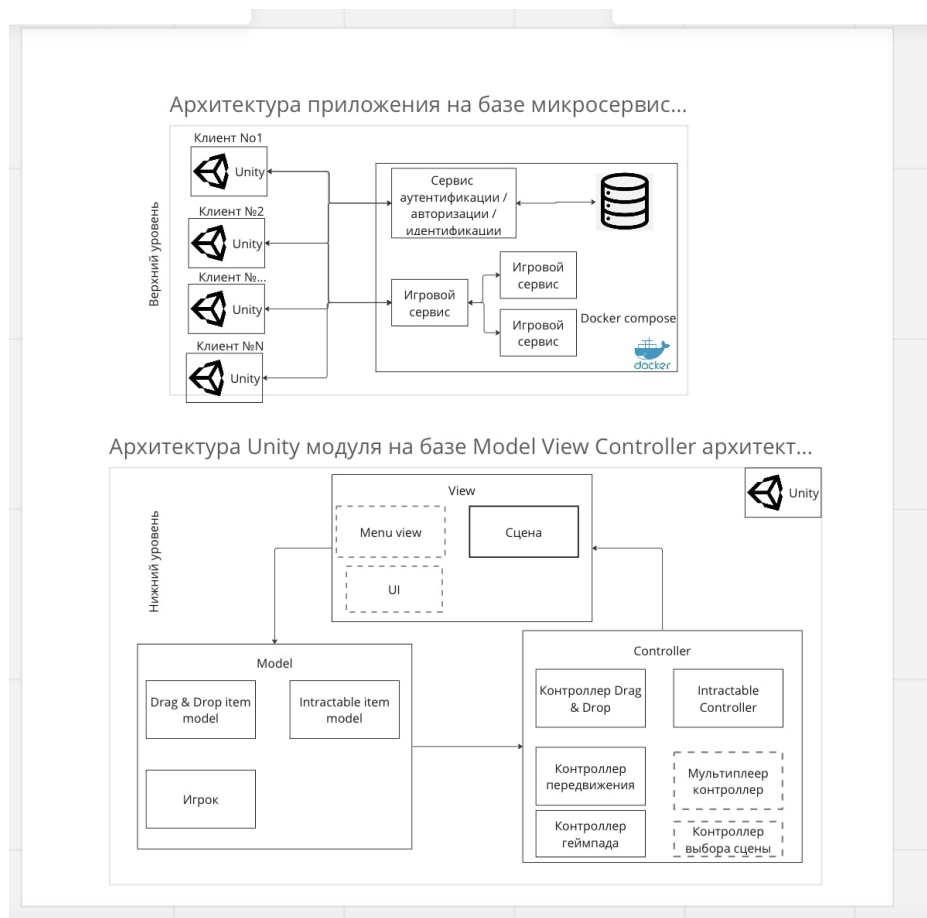 Архитектура приложения на базе микросервис...
Клиент No1
Unity
Клиент №2
Unity
Клиент №...
Unity
Клиент №N
Unity
Верхний уровень
Сервис
аутентификации /
авторизации /
идентификации
Игровой
сервис
Игровой
сервис
Игровой
сервис
Docker compose
docker
Архитектура Unity модуля на базе Model View Controller архитект...
Unity
Нижний уровень
View
Menu view
Сцена
UI
Model
Drag & Drop item
model
Intractable item
model
Игрок
Controller
Контроллер Drag
& Drop
Intractable
Controller
Контроллер
передвижения
Мультиплеер
контроллер
Контроллер
геймпада
Контроллер
выбора сцены